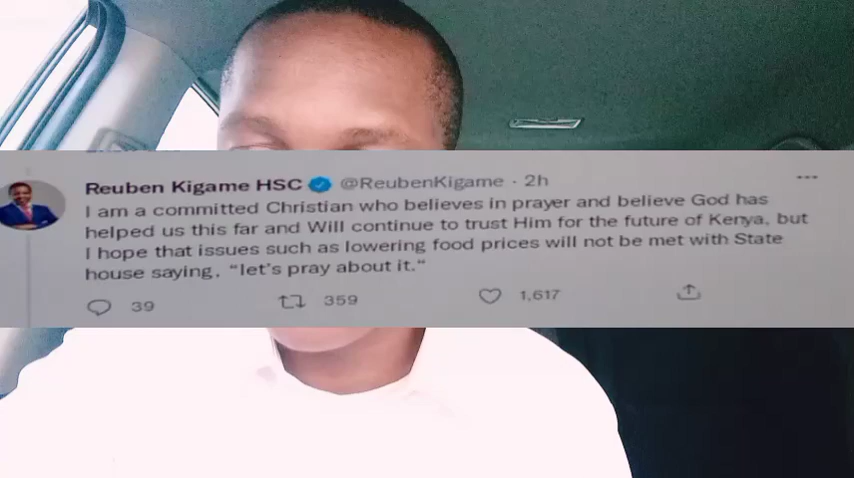 Reuben Kigame HSC @ReubenKigame · 2h
I am a committed Christian who believes in prayer and believe God has
helped us this far and Will continue to trust Him for the future of Kenya, but
I hope that issues such as lowering food prices will not be met with State
house saying, "let's pray about it."
39 359 1,617